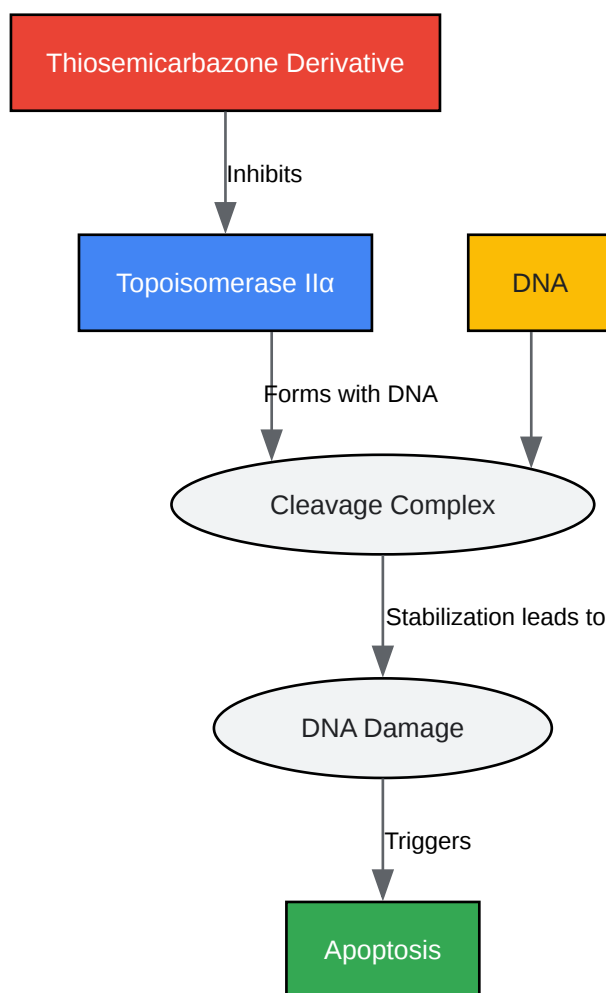 Thiosemicarbazone Derivative
Inhibits
Topoisomerase IIα
DNA
Forms with DNA
Cleavage Complex
Stabilization leads to
DNA Damage
Triggers
Apoptosis